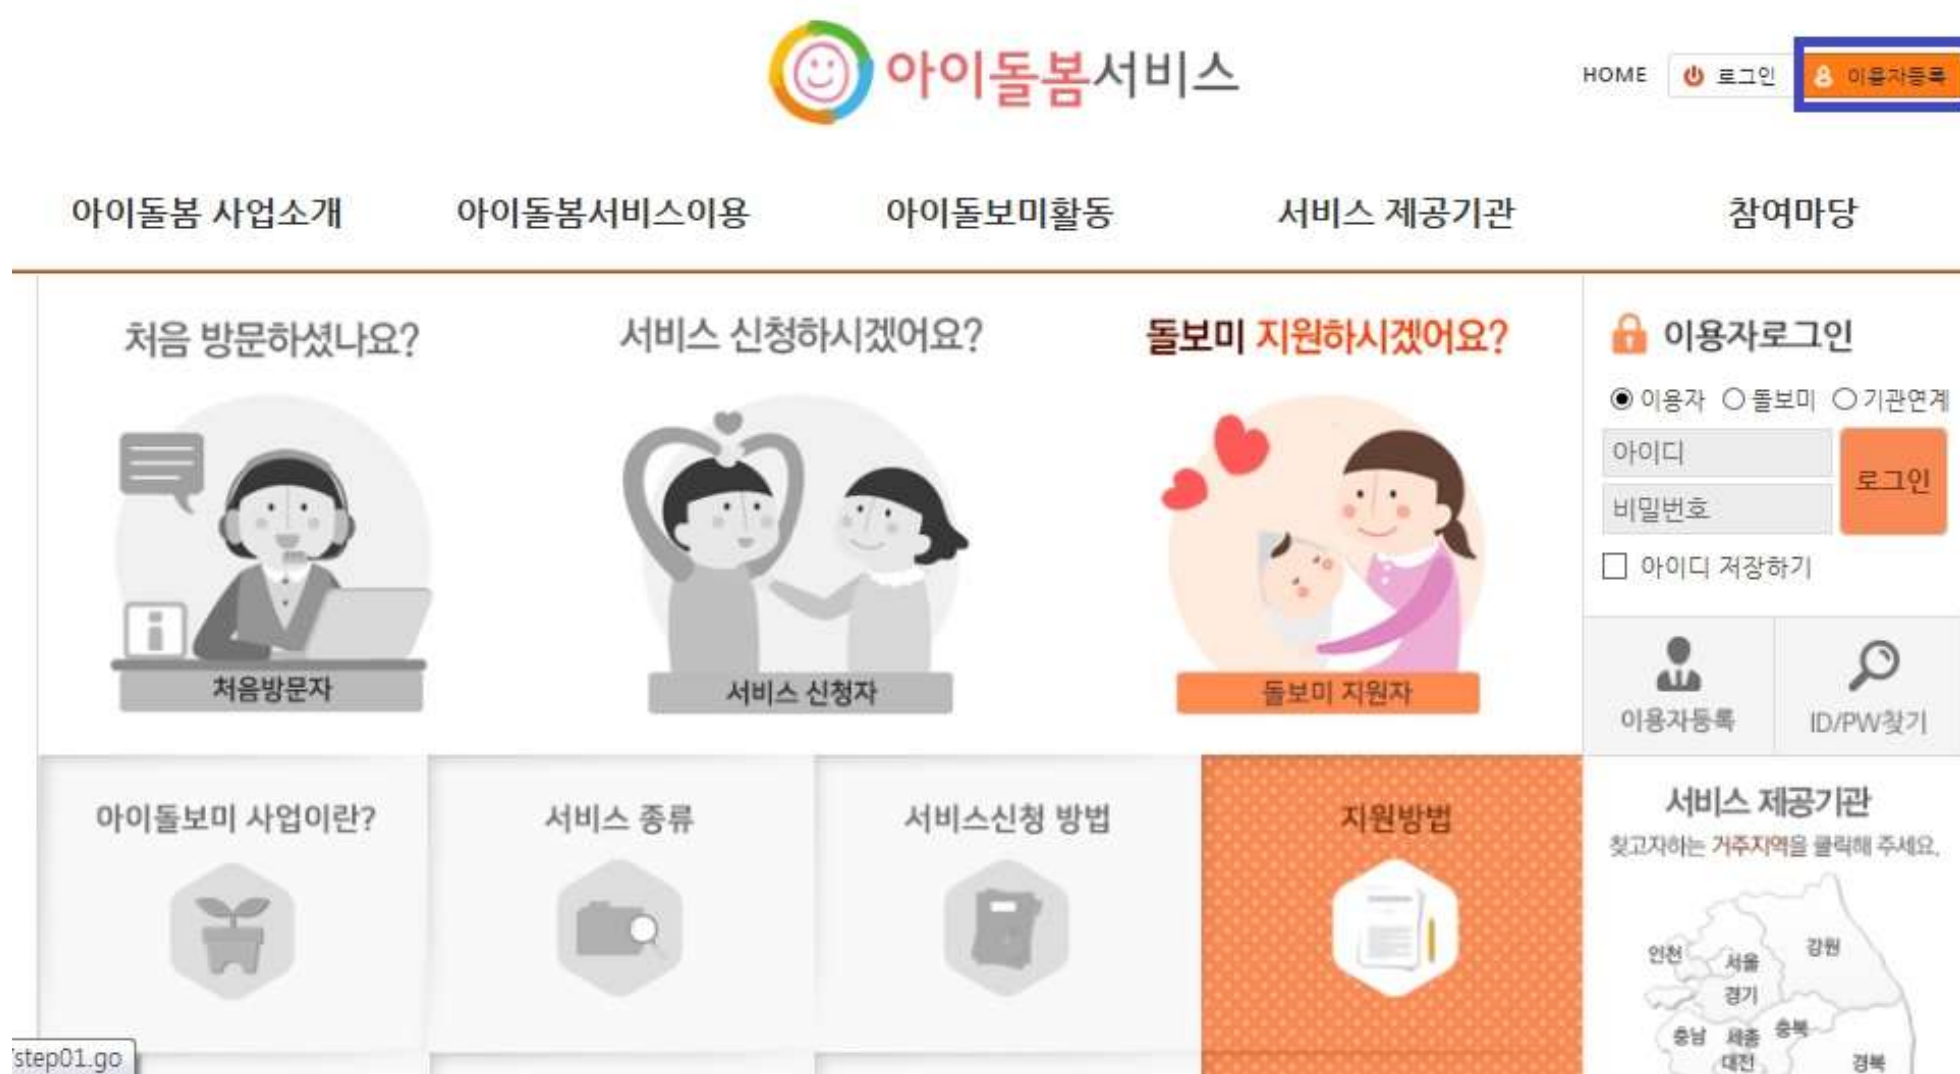 아이돌봄서비스
HOME 로그인 이용자등록
아이돌봄 사업소개 아이돌봄서비스이용 아이돌보미활동 서비스 제공기관 참여마당
처음 방문하셨나요? 서비스 신청하시겠어요? 돌보미 지원하시겠어요?
처음방문자 서비스 신청자 돌보미 지원자
이용자로그인
이용자 돌보미 기관연계
아이디
비밀번호
로그인
아이디 저장하기
이용자등록 ID/PW찾기
아이돌보미 사업이란? 서비스 종류 서비스신청 방법 지원방법
서비스 제공기관
찾고자하는 거주지역을 클릭해 주세요.
인천 서울 강원
경기
충남 세종 충북
대전 경북
step01.go